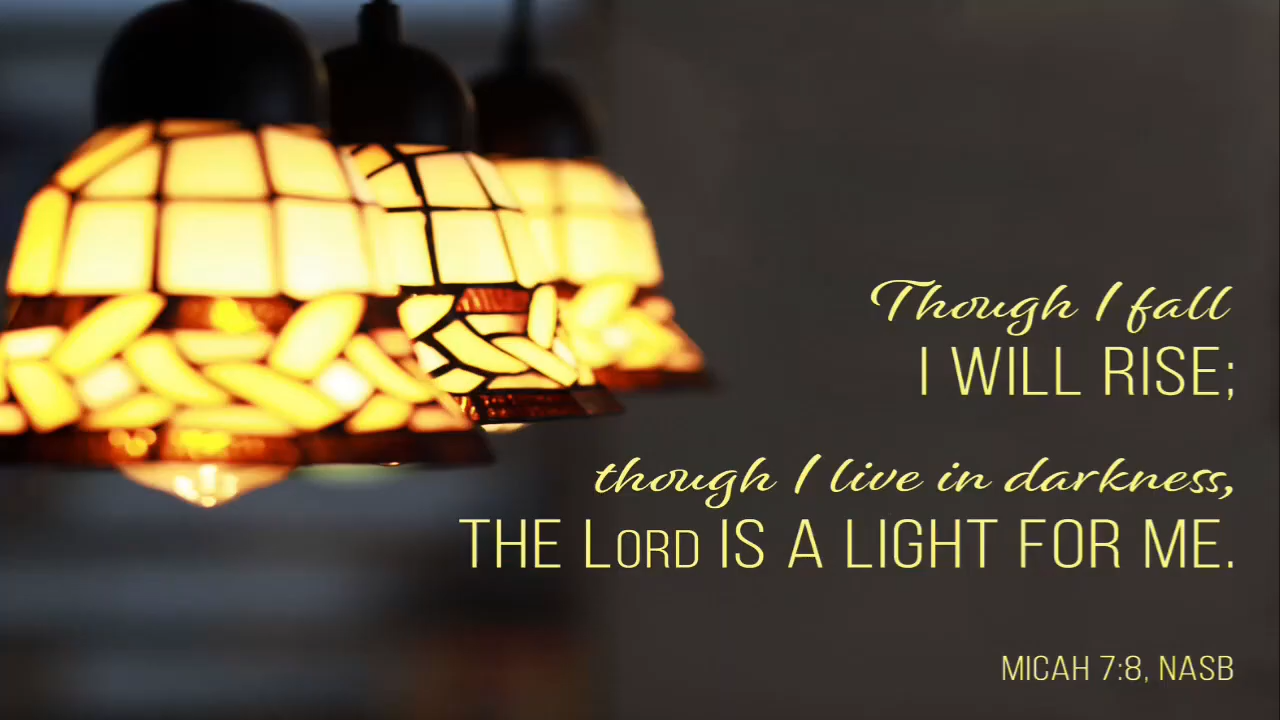 Though I fall
I WILL RISE;
though I live in darkness,
THE LORD IS A LIGHT FOR ME.
MICAH 7:8, NASB